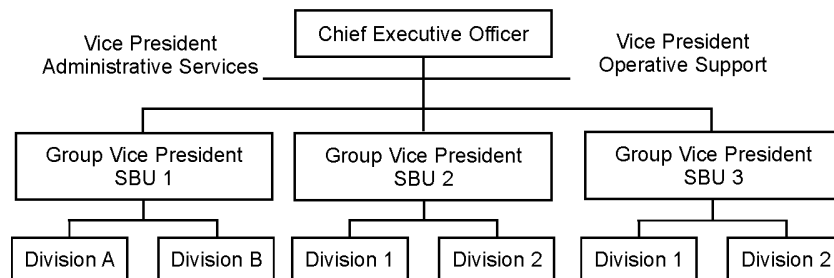 Chief Executive Officer
Vice President
Administrative Services
Vice President
Operative Support
Group Vice President
SBU 1
Group Vice President
SBU 2
Group Vice President
SBU 3
Division A
Division B
Division 1
Division 2
Division 1
Division 2